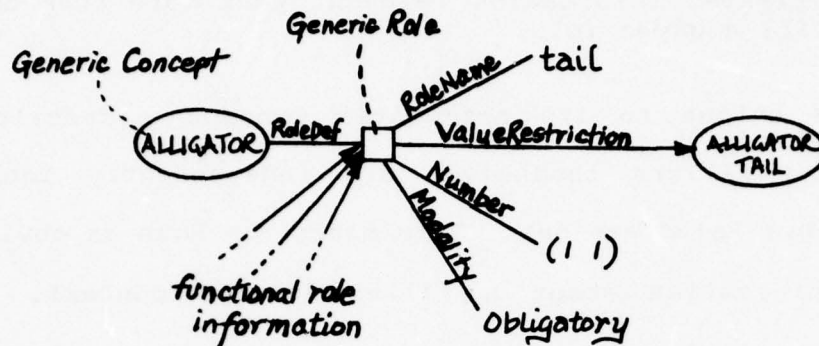 Generic Role
Generic Concept
RoleName
tail
ALLIGATOR
RoleDef
ValueRestriction
ALLIGATOR
TAIL
Number
Modality
(1 1)
functional role
information
Obligatory